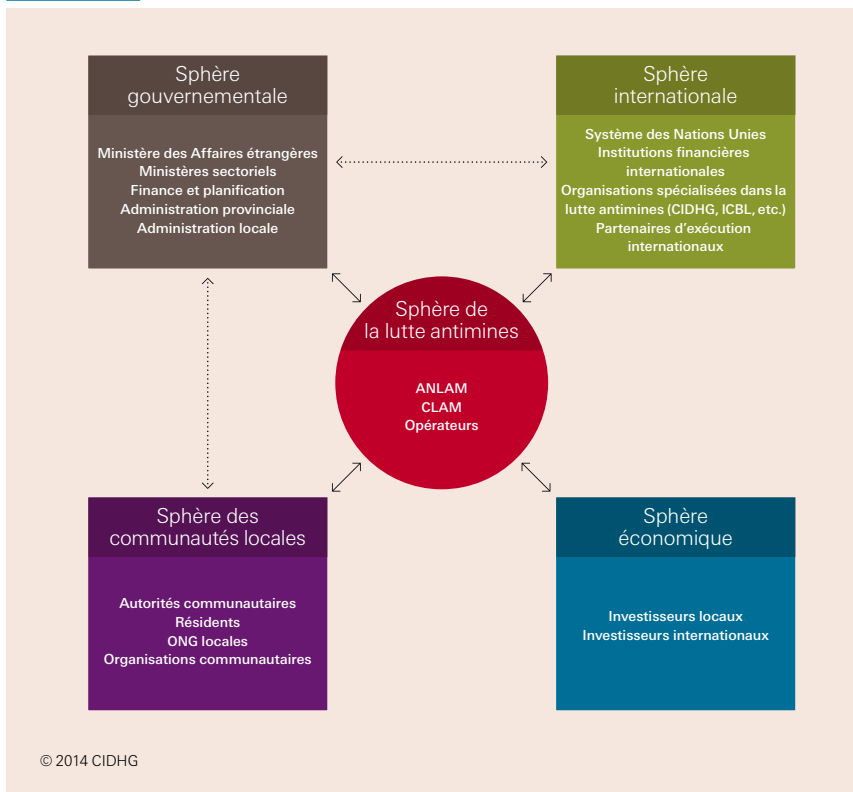 Sphère
gouvernementale
Ministère des Affaires étrangères
Ministères sectoriels
Finance et planification
Administration provinciale
Administration locale
Sphère
internationale
Système des Nations Unies
Institutions financières
internationales
Organisations spécialisées dans la
lutte antimines (CIDHG, ICBL, etc.)
Partenaires d'exécution
internationaux
Sphère de
la lutte antimines
ANLAM
CLAM
Opérateurs
Sphère des
communautés locales
Autorités communautaires
Résidents
ONG locales
Organisations communautaires
Sphère
économique
Investisseurs locaux
Investisseurs internationaux
© 2014 CIDHG